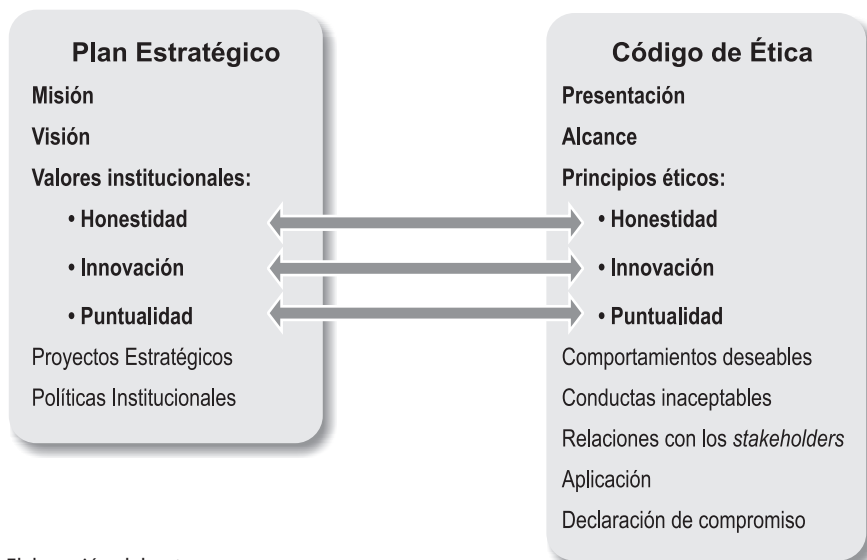 Plan Estratégico
Misión
Visión
Valores institucionales:
• Honestidad
• Innovación
• Puntualidad
Proyectos Estratégicos
Políticas Institucionales
Código de Ética
Presentación
Alcance
Principios éticos:
• Honestidad
• Innovación
• Puntualidad
Comportamientos deseables
Conductas inaceptables
Relaciones con los stakeholders
Aplicación
Declaración de compromiso